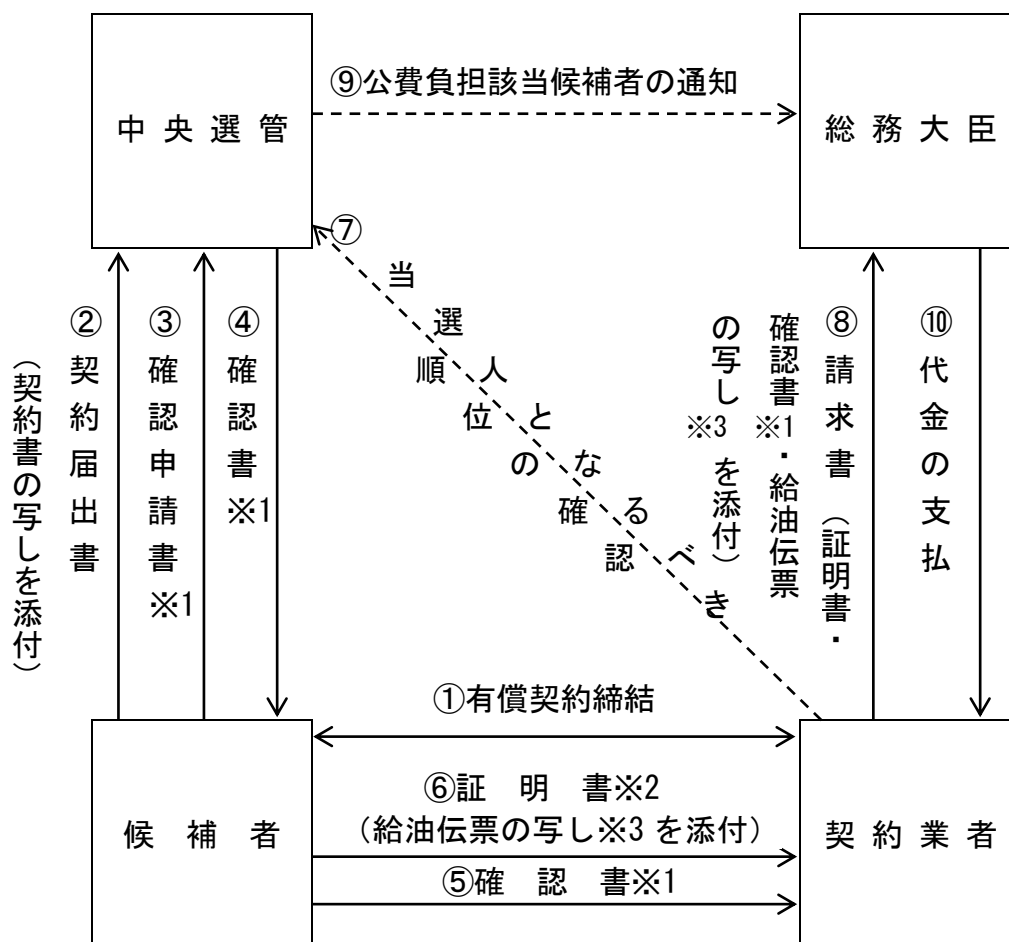 ⑨公費負担該当候補者の通知
中央選管
総務大臣
⑦当選人となるべき
順位の確認
②契約届出書
（契約書の写しを添付）
③確認申請書※1
④確認書※1
⑧請求書（証明書・
確認書※1・給油伝票
の写し※3を添付）
⑩代金の支払
①有償契約締結
⑥証明書※2
（給油伝票の写し※3を添付）
⑤確認書※1
候補者
契約業者